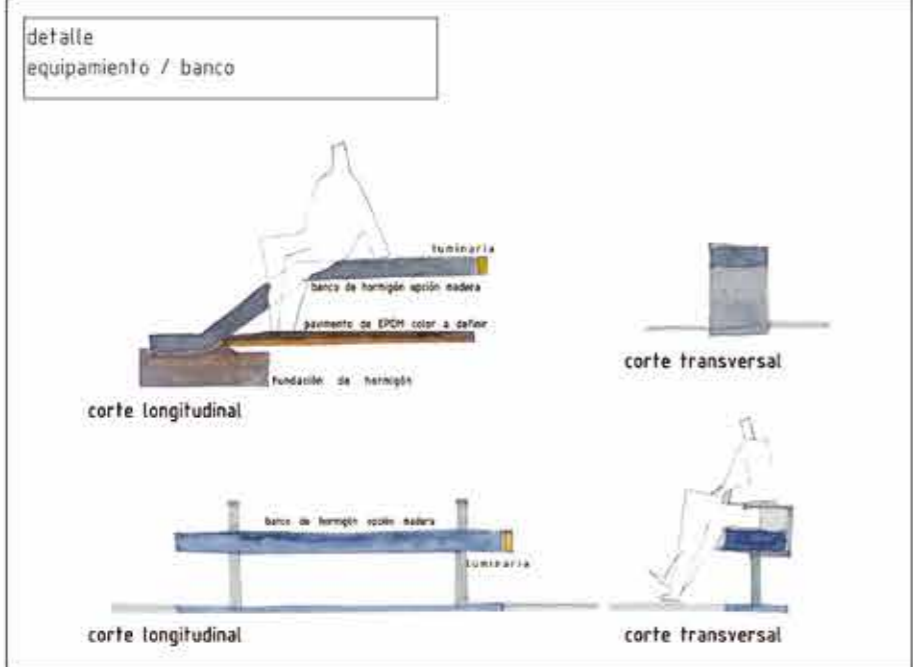 detalle
equipamiento / banco
luminaria
banco de hormigón opción madera
pavimento de EPDM color a definir
Fundación de hormigón
corte longitudinal
corte transversal
banco de hormigón opción madera
luminaria
corte longitudinal
corte transversal